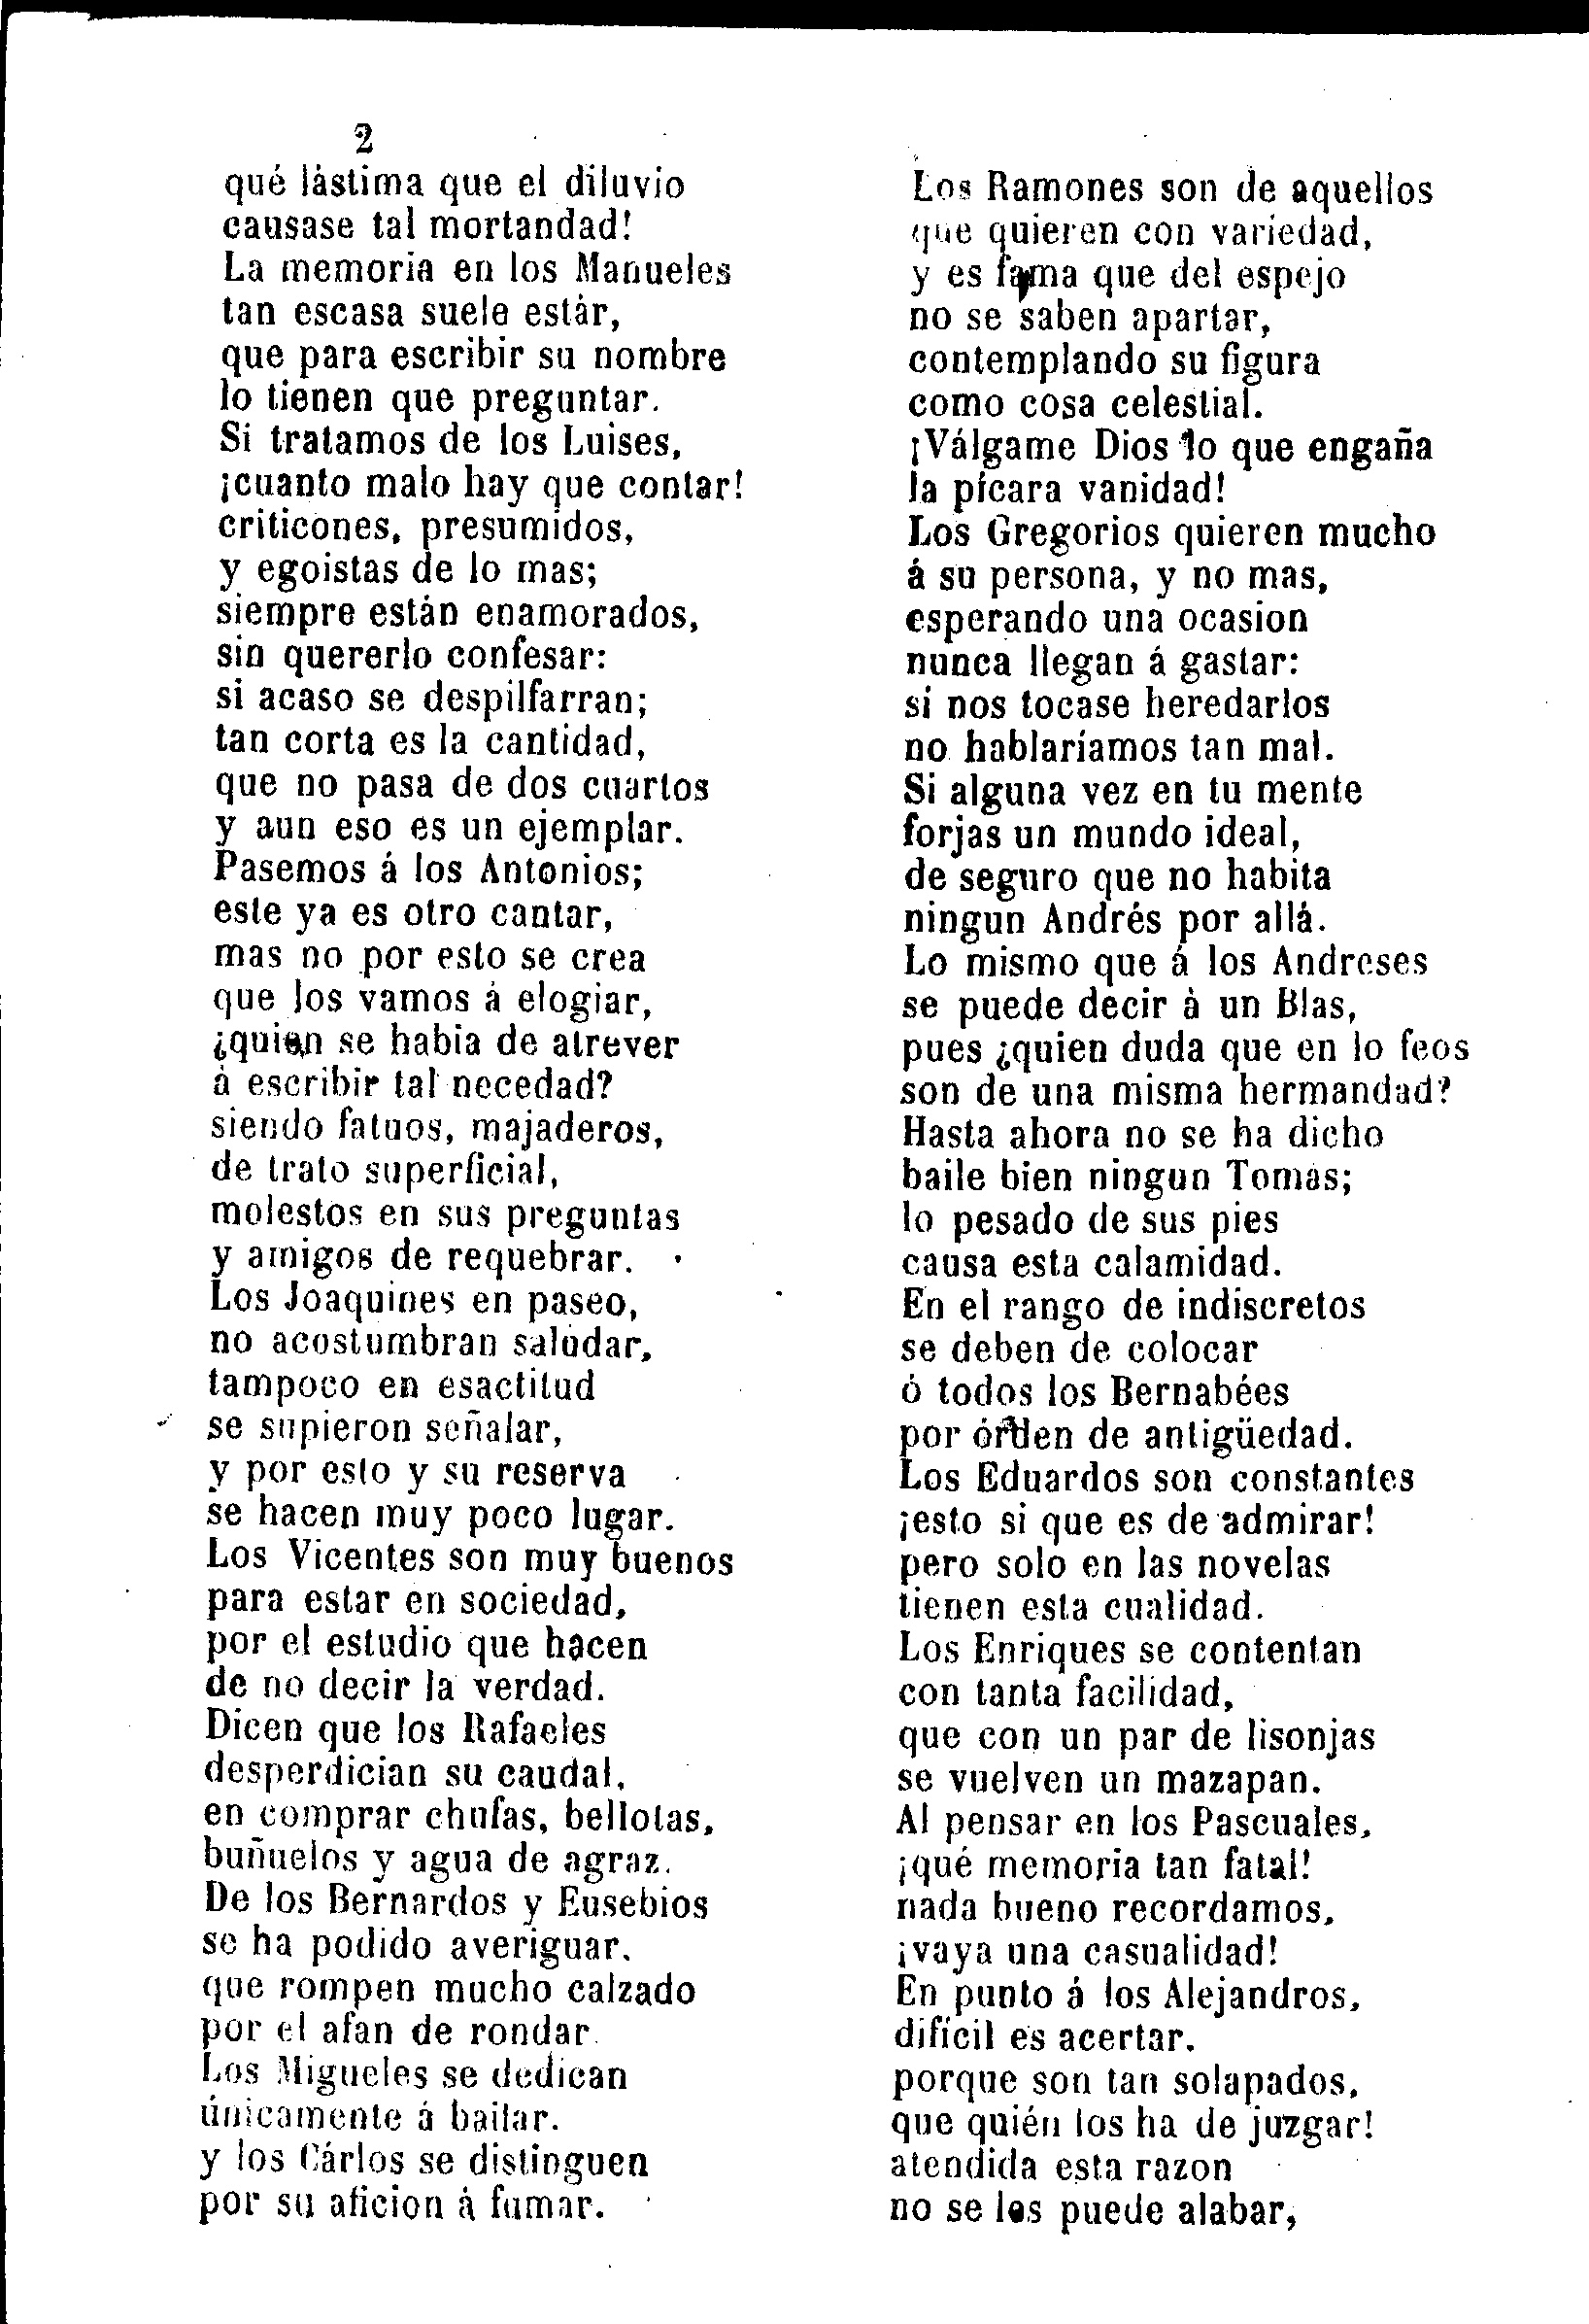 2
qué làstima que el diluvio
causase tal mortandad!
La memoria en los Manueles
tan escasa suele estàr,
que para escribir su nombre
lo tienen que preguntar.
Si tratamos de los Luises,
¡cuanto malo hay que contar!
criticones, presumidos,
y egoistas de lo mas;
siempre están enamorados,
sin quererlo confesar:
si acaso se despilfarran;
tan corta es la cantidad,
que no pasa de dos cuartos
y aun eso es un ejemplar.
Pasemos á los Antonios;
este ya es otro cantar,
mas no por esto se crea
que los vamos á elogiar,
¿quien se habia de atrever
à escribir tal necedad?
siendo fatuos, majaderos,
de trato superficial,
molestos en sus preguntas
y amigos de requebrar.
Los Joaquines en paseo,
no acostumbran saludar,
tampoco en esactitud
se supieron señalar,
y por esto y su reserva
se hacen muy poco lugar.
Los Vicentes son muy buenos
para estar en sociedad,
por el estudio que hacen
de no decir la verdad.
Dicen que los Rafaeles
desperdician su caudal,
en comprar chufas, bellotas,
buñuelos y agua de agraz.
De los Bernardos y Eusebios
se ha podido averiguar,
que rompen mucho calzado
por el afan de rondar.
Los Migueles se dedican
únicamente á bailar.
y los Cárlos se distinguen
por su aficion á fumar.
Los Ramones son de aquellos
que quieren con variedad,
y es fama que del espejo
no se saben apartar,
contemplando su figura
como cosa celestial.
¡Válgame Dios lo que engaña
la pícara vanidad!
Los Gregorios quieren mucho
á su persona, y no mas,
esperando una ocasion
nunca llegan á gastar:
si nos tocase heredarlos
no hablaríamos tan mal.
Si alguna vez en tu mente
forjas un mundo ideal,
de seguro que no habita
ningun Andrés por allá.
Lo mismo que á los Andreses
se puede decir à un Blas,
pues ¿quien duda que en lo feos
son de una misma hermandad?
Hasta ahora no se ha dicho
baile bien ningun Tomás;
lo pesado de sus pies
causa esta calamidad.
En el rango de indiscretos
se deben de colocar
ò todos los Bernabées
por órden de antigüedad.
Los Eduardos son constantes
¡esto si que es de admirar!
pero solo en las novelas
tienen esta cualidad.
Los Enriques se contentan
con tanta facilidad,
que con un par de lisonjas
se vuelven un mazapan.
Al pensar en los Pascuales,
¡qué memoria tan fatal!
nada bueno recordamos,
¡vaya una casualidad!
En punto á los Alejandros,
difícil es acertar.
porque son tan solapados,
que quién los ha de juzgar!
atendida esta razon
no se les puede alabar,